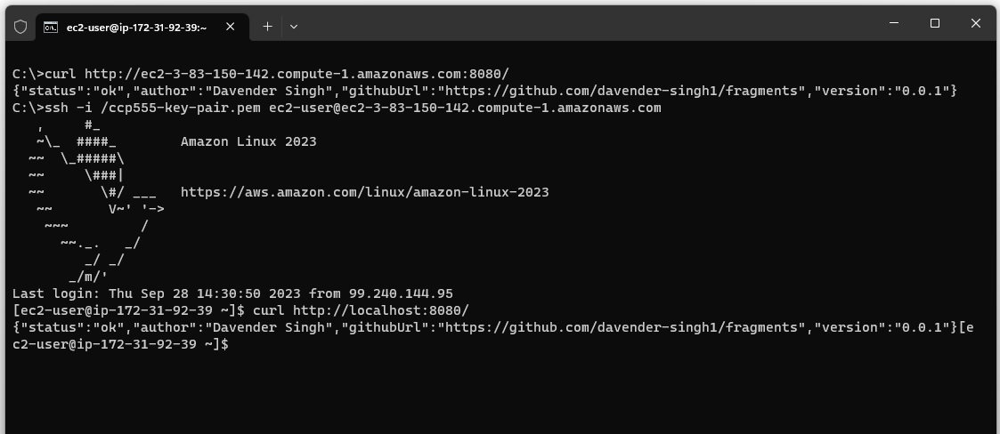 ec2-user@ip-172-31-92-39:~
C:\>curl http://ec2-3-83-150-142.compute-1.amazonaws.com:8080/
{"status":"ok","author":"Davender Singh","githubUrl":"https://github.com/davender-singh1/fragments","version":"0.0.1"}
C:\>ssh -i /ccp555-key-pair.pem ec2-user@ec2-3-83-150-142.compute-1.amazonaws.com
   ,     #_
   ~\_  ####_        Amazon Linux 2023
  ~~  \_#####\
  ~~     \###|
  ~~       \#/ ___   https://aws.amazon.com/linux/amazon-linux-2023
   ~~       V~' '->
    ~~~         /
      ~~._.   _/
         _/ _/
       _/m/'
Last login: Thu Sep 28 14:30:50 2023 from 99.240.144.95
[ec2-user@ip-172-31-92-39 ~]$ curl http://localhost:8080/
{"status":"ok","author":"Davender Singh","githubUrl":"https://github.com/davender-singh1/fragments","version":"0.0.1"}[e
c2-user@ip-172-31-92-39 ~]$